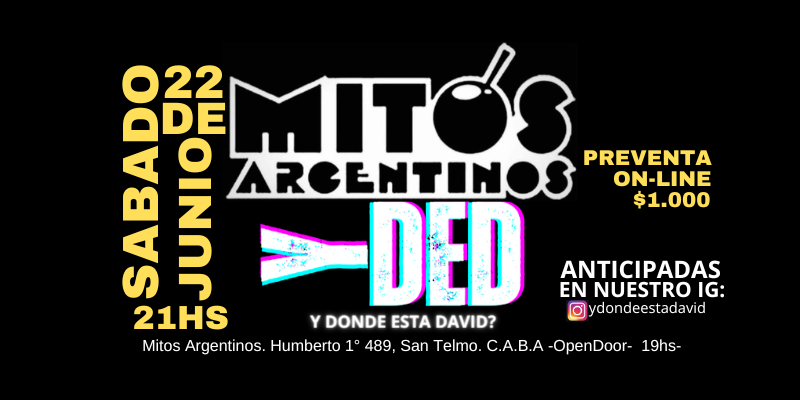 SABADO
22
DE
JUNIO
21HS
MITOS
ARGENTINOS
YDED
Y DONDE ESTA DAVID?
PREVENTA
ON-LINE
$1.000
ANTICIPADAS
EN NUESTRO IG:
ydondeestadavid
Mitos Argentinos. Humberto 1° 489, San Telmo. C.A.B.A -OpenDoor- 19hs-